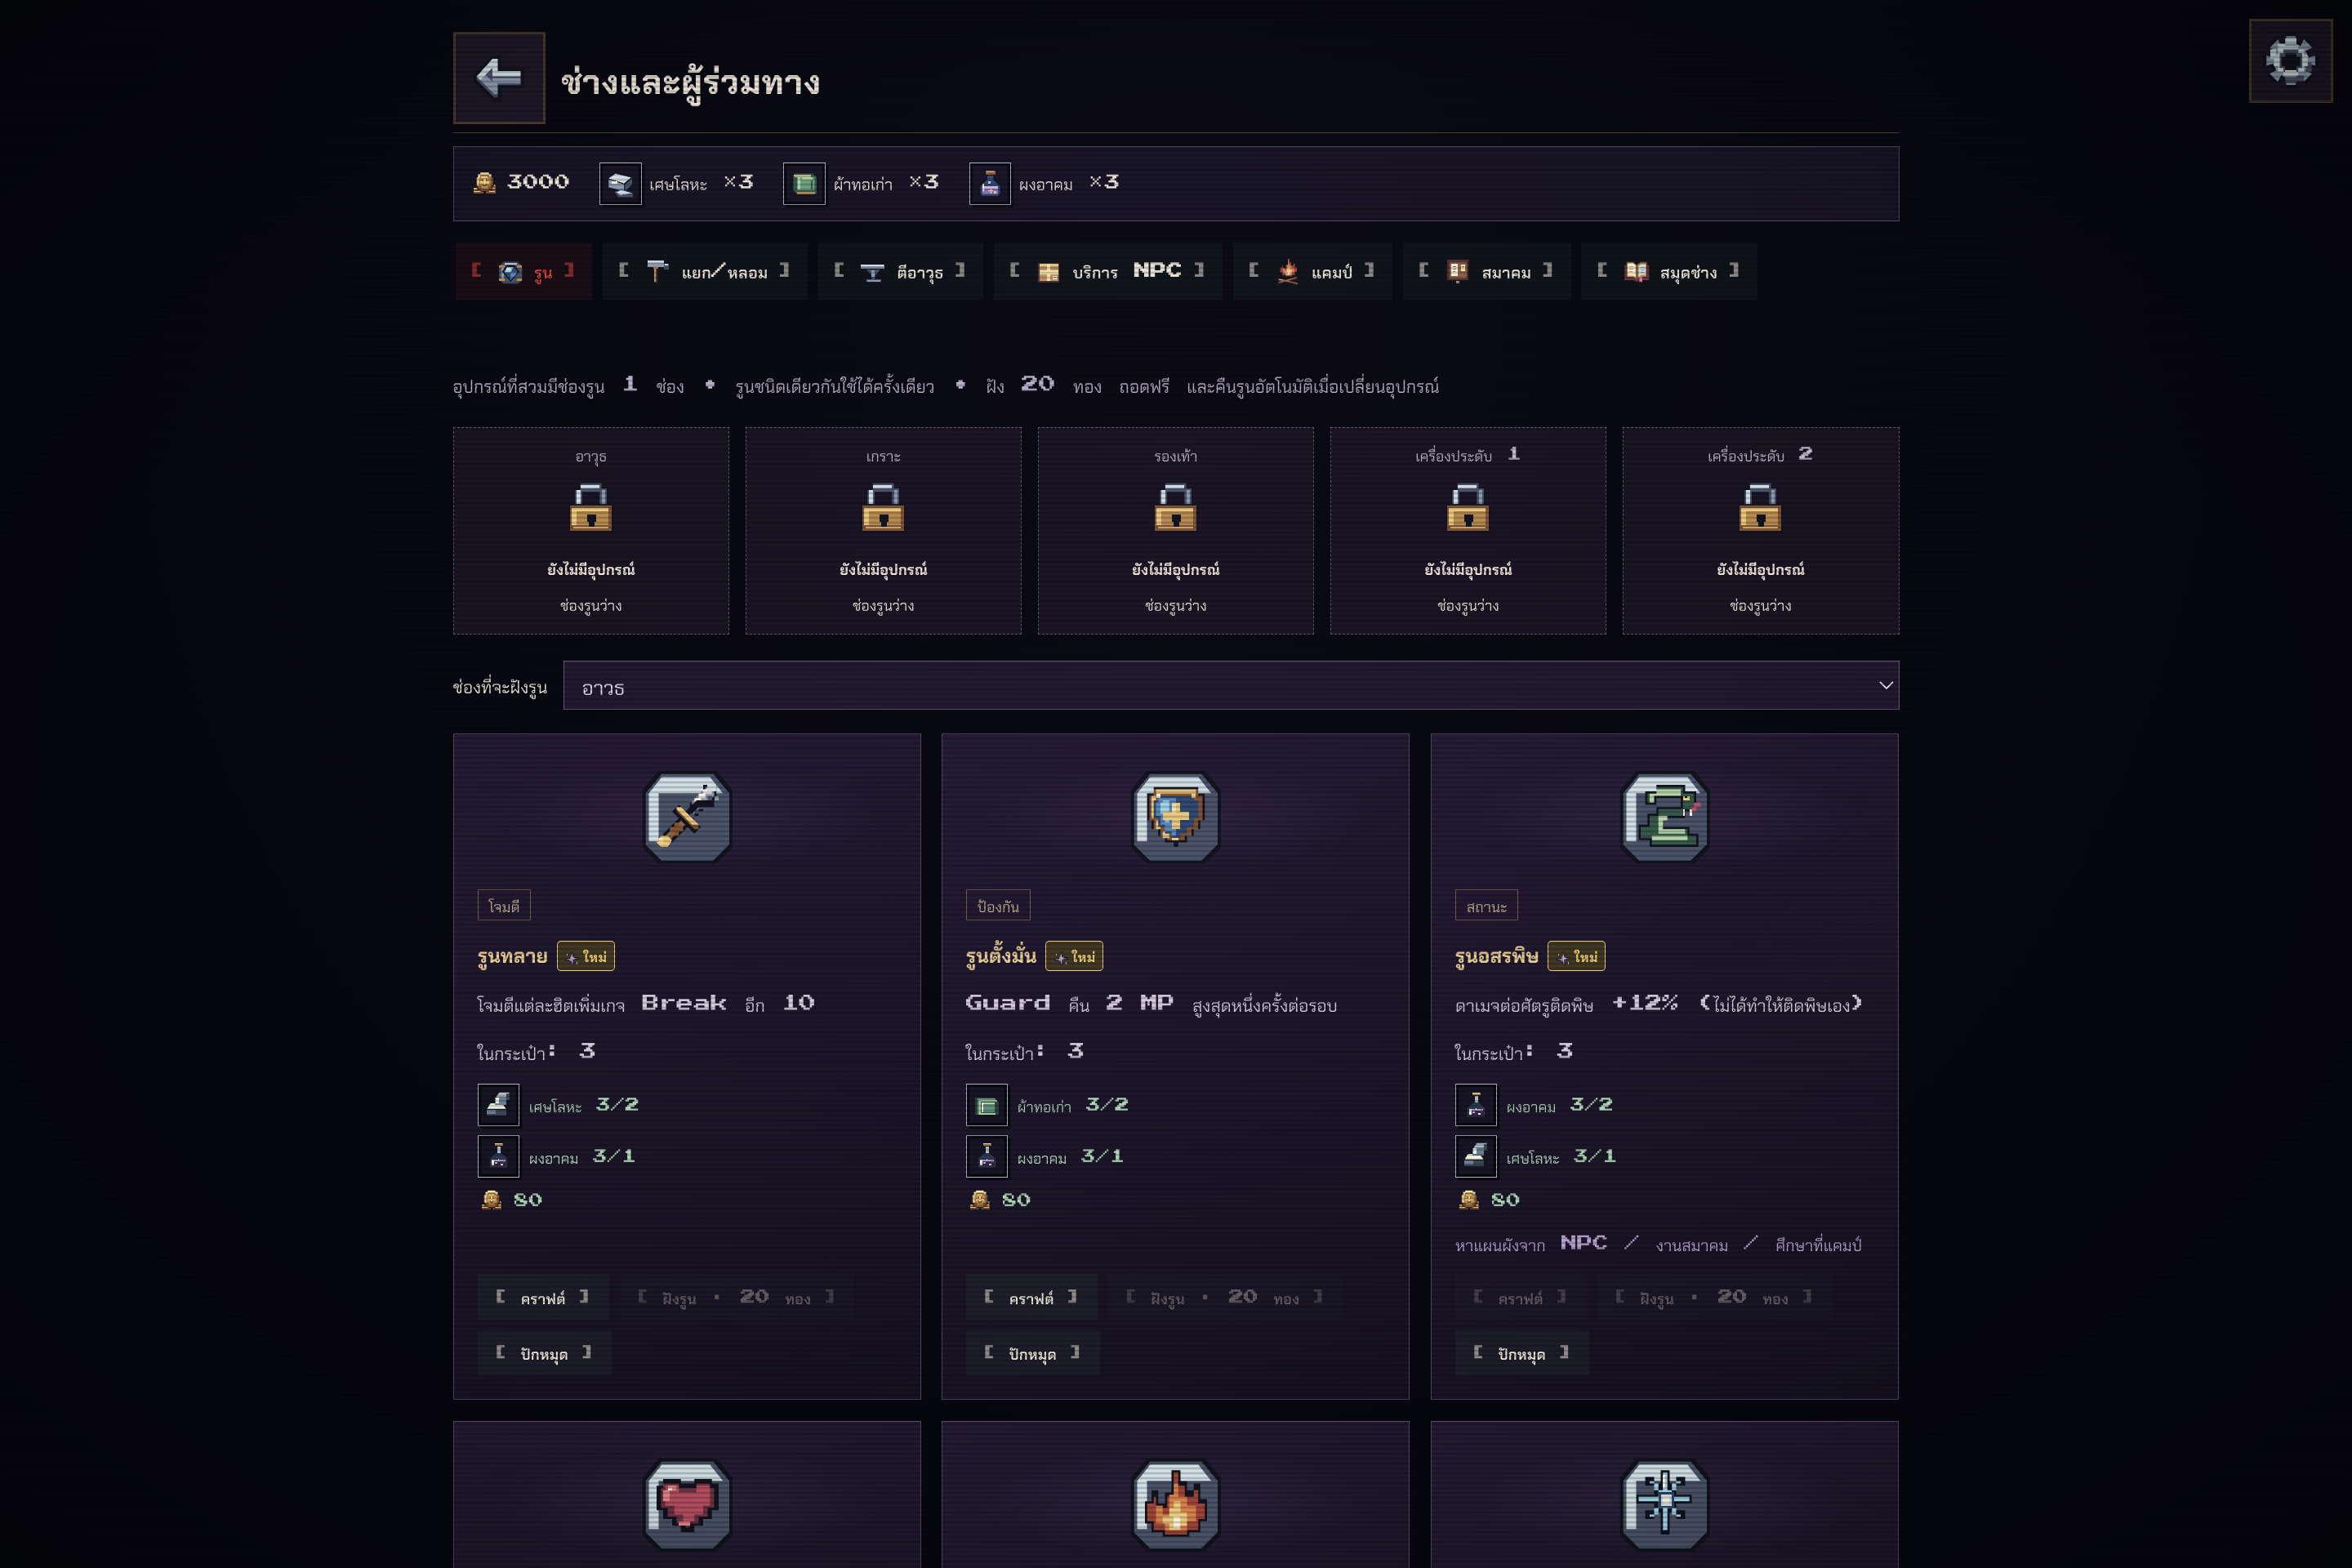 ช่างและผู้ร่วมทาง
3000 เศษโลหะ ×3 ผ้าทอเก่า ×3 ผงอาคม ×3
[ รูน ] [ แยก/หลอม ] [ ตีอาวุธ ] [ บริการ NPC ] [ แคมป์ ] [ สมาคม ] [ สมุดช่าง ]
อุปกรณ์ที่สวมมีช่องรูน 1 ช่อง • รูนชนิดเดียวกันใช้ได้ครั้งเดียว • ฝัง 20 ทอง ถอดฟรี และคืนรูนอัตโนมัติเมื่อเปลี่ยนอุปกรณ์
อาวุธ
ยังไม่มีอุปกรณ์
ช่องรูนว่าง
เกราะ
ยังไม่มีอุปกรณ์
ช่องรูนว่าง
รองเท้า
ยังไม่มีอุปกรณ์
ช่องรูนว่าง
เครื่องประดับ 1
ยังไม่มีอุปกรณ์
ช่องรูนว่าง
เครื่องประดับ 2
ยังไม่มีอุปกรณ์
ช่องรูนว่าง
ช่องที่จะฝังรูน อาวุธ
โจมตี
รูนทลาย ใหม่
โจมตีแต่ละฮิตเพิ่มเกจ Break อีก 10
ในกระเป๋า: 3
เศษโลหะ 3/2
ผงอาคม 3/1
80
[ คราฟต์ ] [ ฝังรูน · 20 ทอง ]
[ ปักหมุด ]
ป้องกัน
รูนตั้งมั่น ใหม่
Guard คืน 2 MP สูงสุดหนึ่งครั้งต่อรอบ
ในกระเป๋า: 3
ผ้าทอเก่า 3/2
ผงอาคม 3/1
80
[ คราฟต์ ] [ ฝังรูน · 20 ทอง ]
[ ปักหมุด ]
สถานะ
รูนอสรพิษ ใหม่
ดาเมจต่อศัตรูติดพิษ +12% (ไม่ได้ทำให้ติดพิษเอง)
ในกระเป๋า: 3
ผงอาคม 3/2
เศษโลหะ 3/1
80
หาแผนผังจาก NPC / งานสมาคม / ศึกษาที่แคมป์
[ คราฟต์ ] [ ฝังรูน · 20 ทอง ]
[ ปักหมุด ]